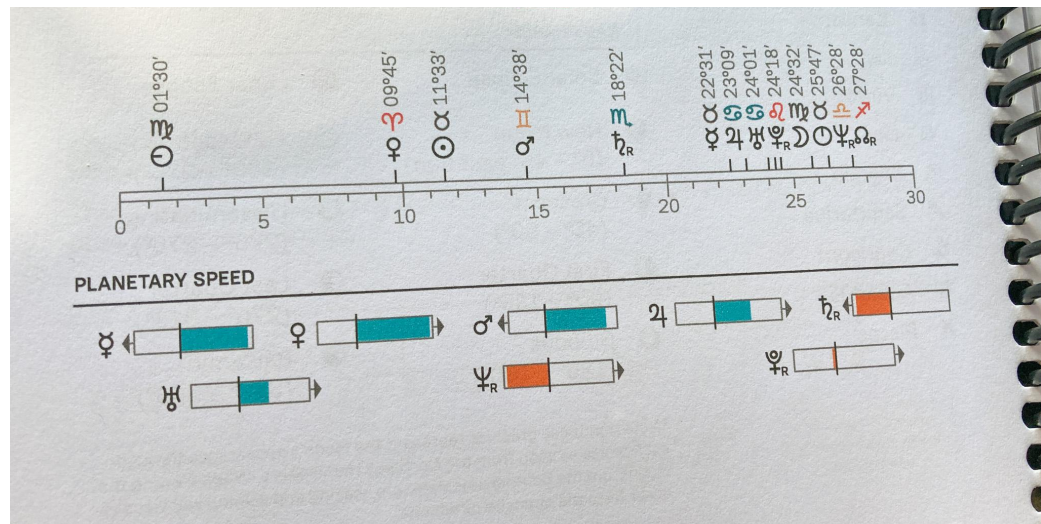 01°30′ 09°45′ 11°33′ 14°38′ 18°22′ 22°31′ 23°09′ 24°01′ 24°18′ 24°32′ 25°47′ 26°28′ 27°28′
♍ ♈ ♉ ♊ ♏ ♉ ♋ ♋ ♌ ♍ ♉ ♎ ♐
⊖ ♀ ☉ ♂ ♄R ☿ ♃ ♅ ♇R ☽ ⦶ ♆R ☊R
0 5 10 15 20 25 30
PLANETARY SPEED
☿ ♀ ♂ ♃ ♄R
♅ ♆R ♇R